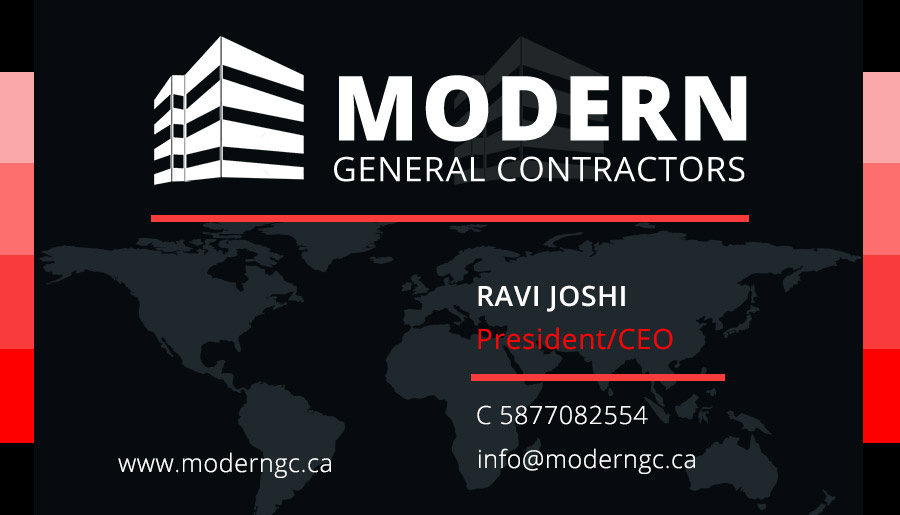 MODERN
GENERAL CONTRACTORS
RAVI JOSHI
President/CEO
C 5877082554
info@moderngc.ca
www.moderngc.ca